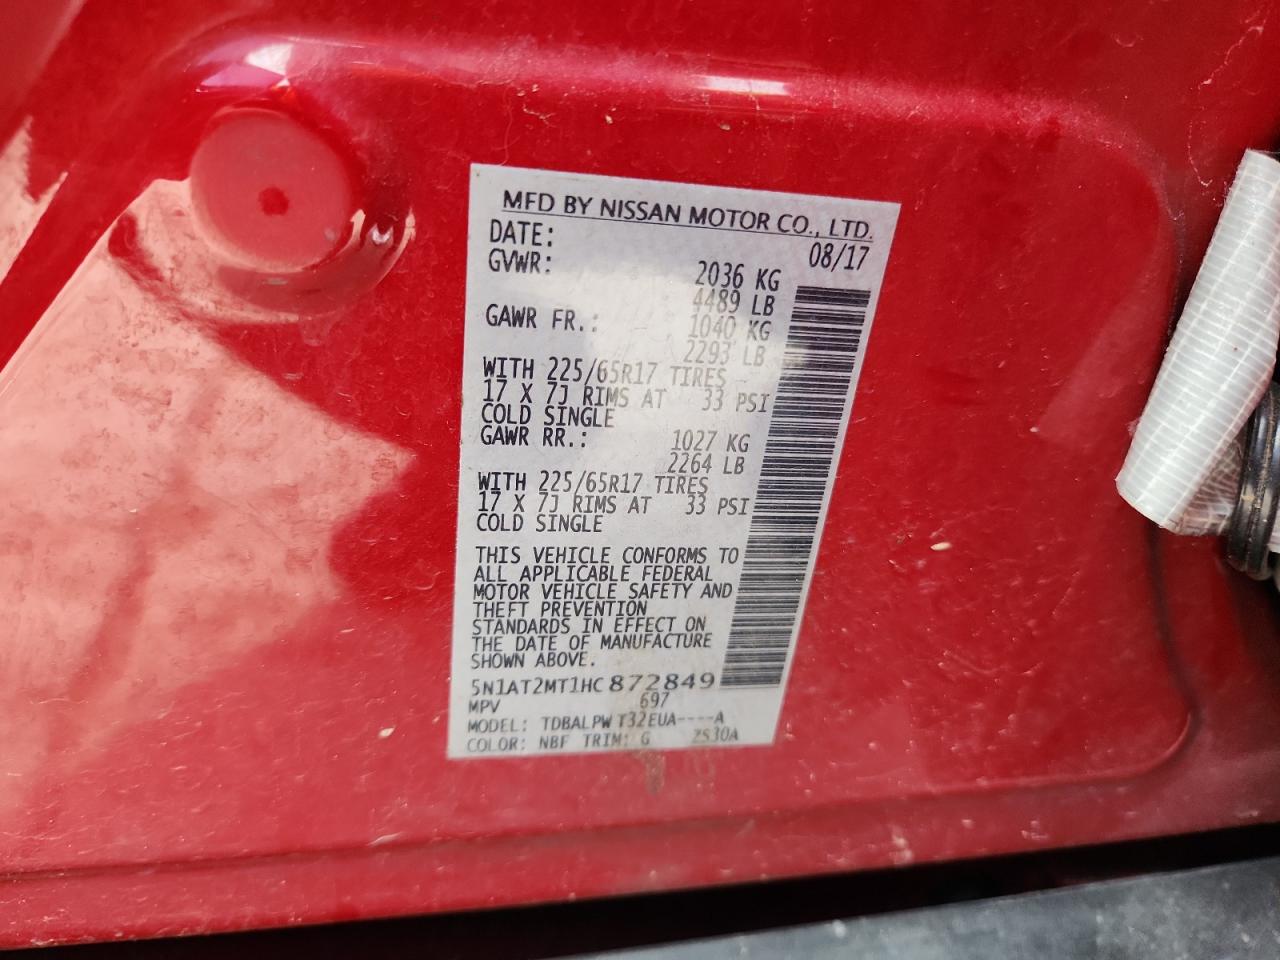 MFD BY NISSAN MOTOR CO., LTD.
DATE: 08/17
GVWR: 2036 KG
4489 LB
GAWR FR.: 1040 KG
2293 LB
WITH 225/65R17 TIRES
17 X 7J RIMS AT 33 PSI
COLD SINGLE
GAWR RR.: 1027 KG
2264 LB
WITH 225/65R17 TIRES
17 X 7J RIMS AT 33 PSI
COLD SINGLE
THIS VEHICLE CONFORMS TO
ALL APPLICABLE FEDERAL
MOTOR VEHICLE SAFETY AND
THEFT PREVENTION
STANDARDS IN EFFECT ON
THE DATE OF MANUFACTURE
SHOWN ABOVE.
5N1AT2MT1HC872849
MPV 697
MODEL: TDBALPW T32EUA----A
COLOR: NBF TRIM: G ZS30A